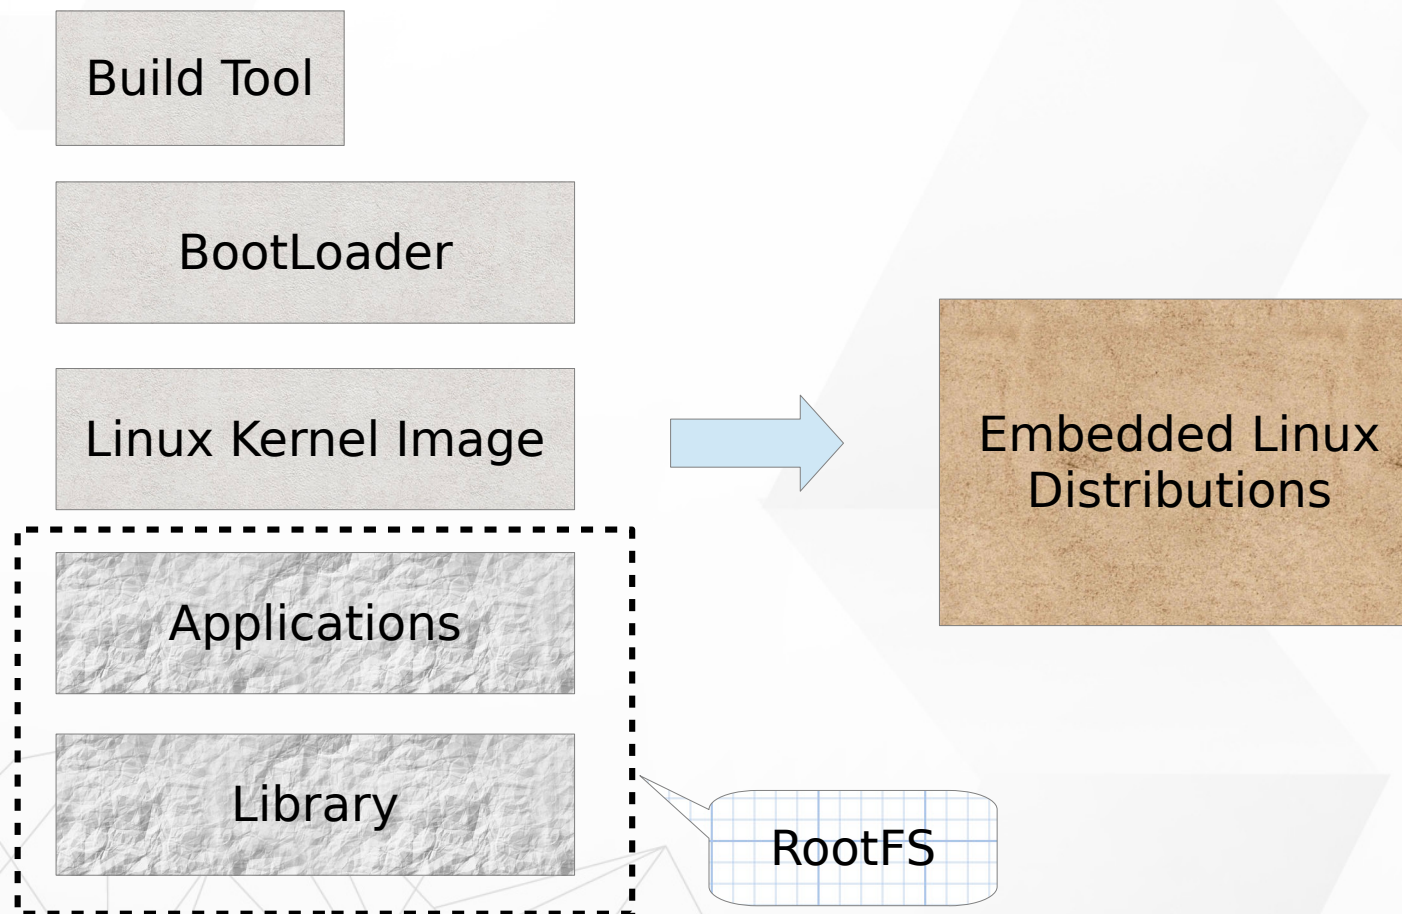 Build Tool
BootLoader
Linux Kernel Image
Applications
Library
RootFS
Embedded Linux
Distributions